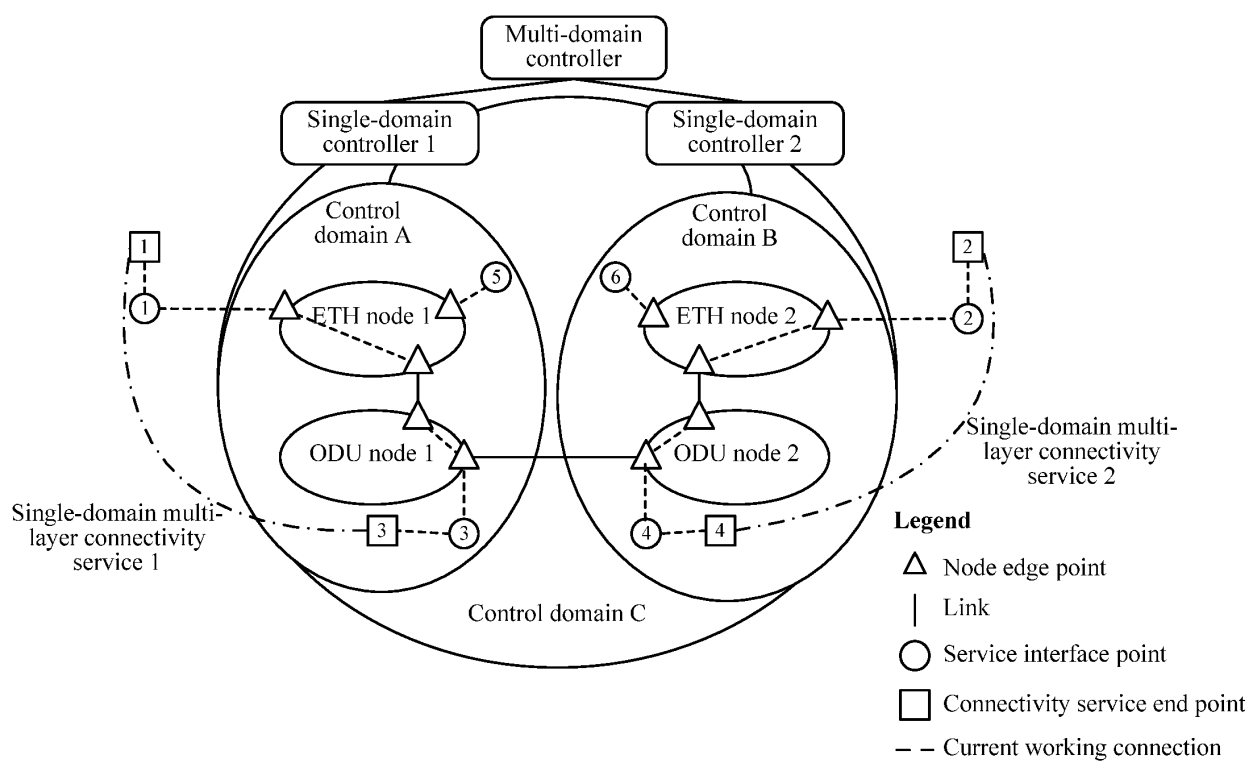 Multi-domain
controller
Single-domain
controller 1
Single-domain
controller 2
Control
domain A
Control
domain B
1
2
5
6
1
ETH node 1
ETH node 2
2
ODU node 1
ODU node 2
Single-domain multi-
layer connectivity
service 2
Single-domain multi-
layer connectivity
service 1
3
3
4
4
Control domain C
Legend
Node edge point
Link
Service interface point
Connectivity service end point
Current working connection